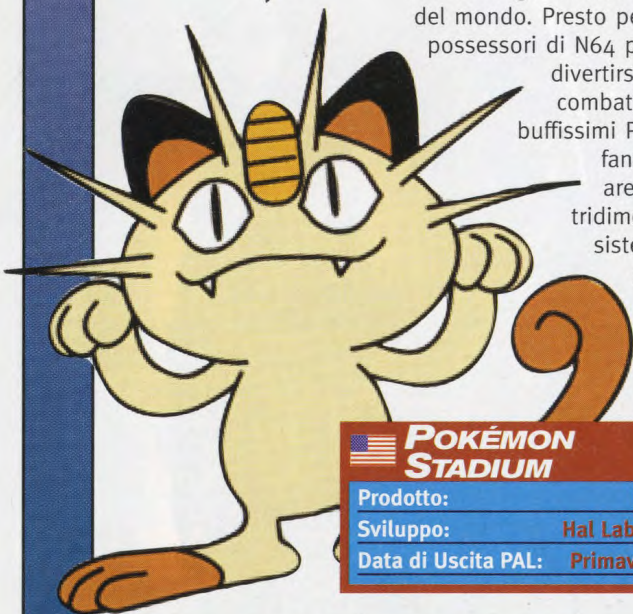 del mondo. Presto pe
possessori di N64 p
divertirs
combat
buffissimi P
fan
are
tridime
siste
POKÉMON
STADIUM
Prodotto:
Sviluppo: Hal Lab
Data di Uscita PAL: Primav